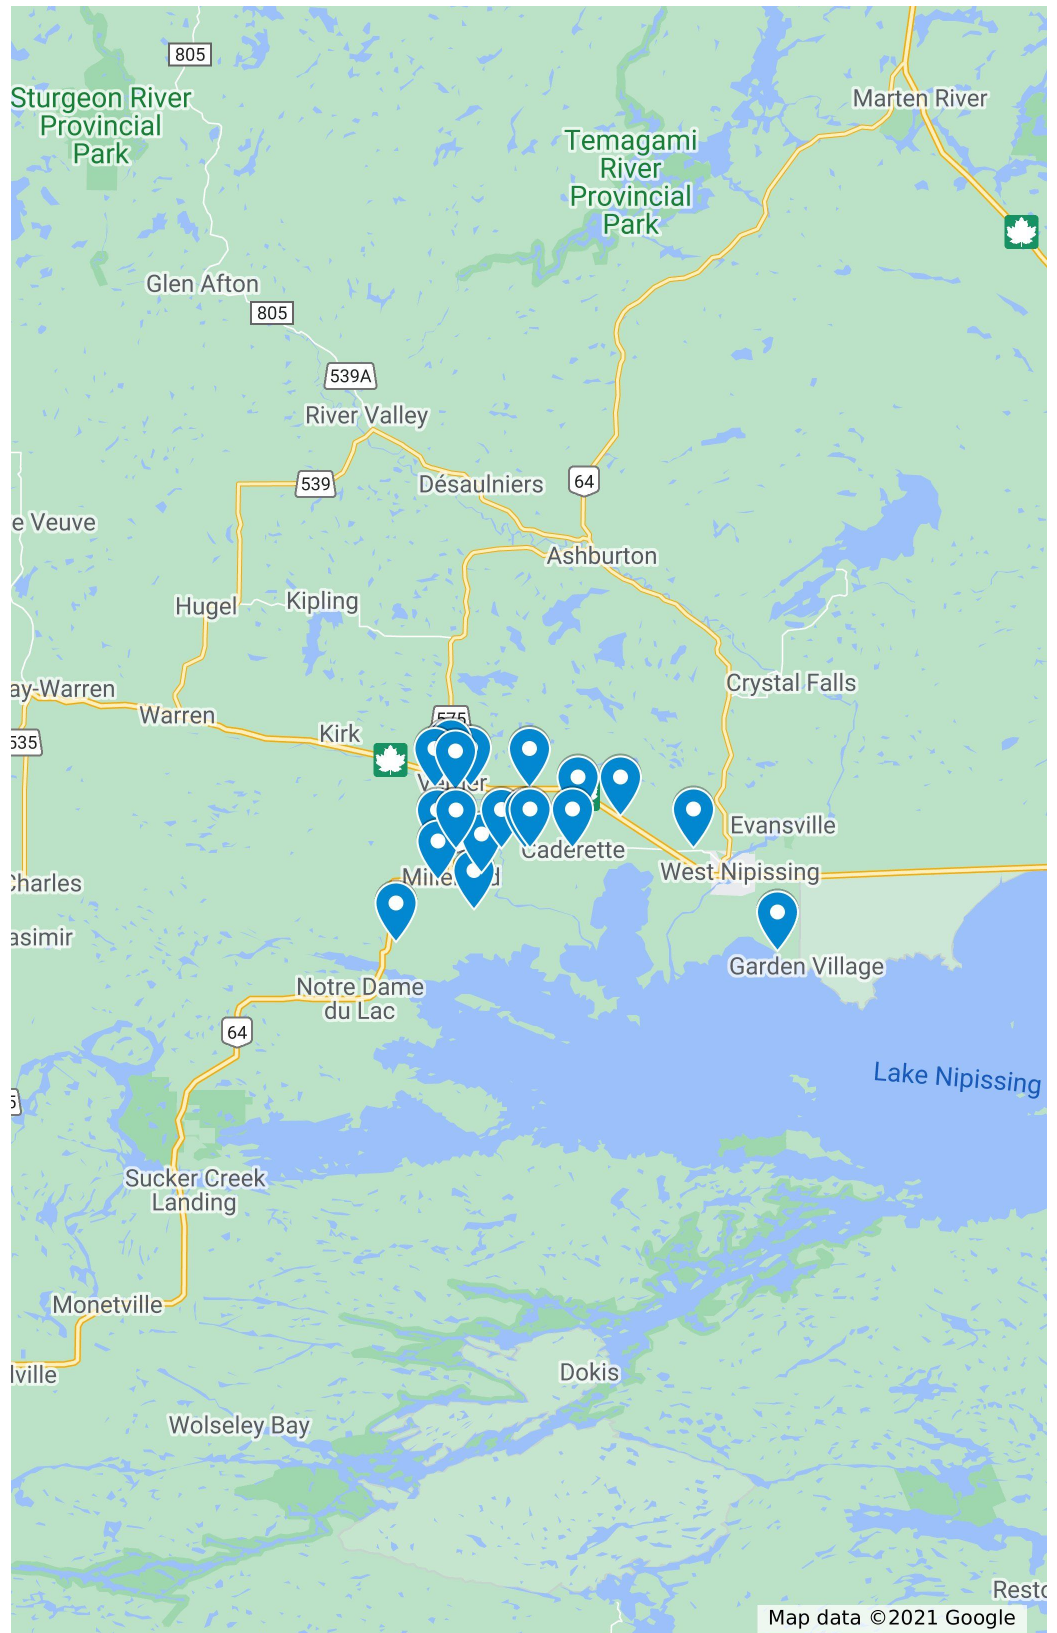 805
Marten River
Sturgeon River
Provincial
Park
Temagami
River
Provincial
Park
Glen Afton
805
539A
River Valley
539
Désaulniers
64
e Veuve
Ashburton
Hugel
Kipling
ay-Warren
Crystal Falls
Warren
575
Kirk
535
Evansville
Caderette
West Nipissing
Charles
asimir
Garden Village
Notre Dame
du Lac
64
Lake Nipissing
5
Sucker Creek
Landing
Monetville
lville
Dokis
Wolseley Bay
Resto
Map data ©2021 Google